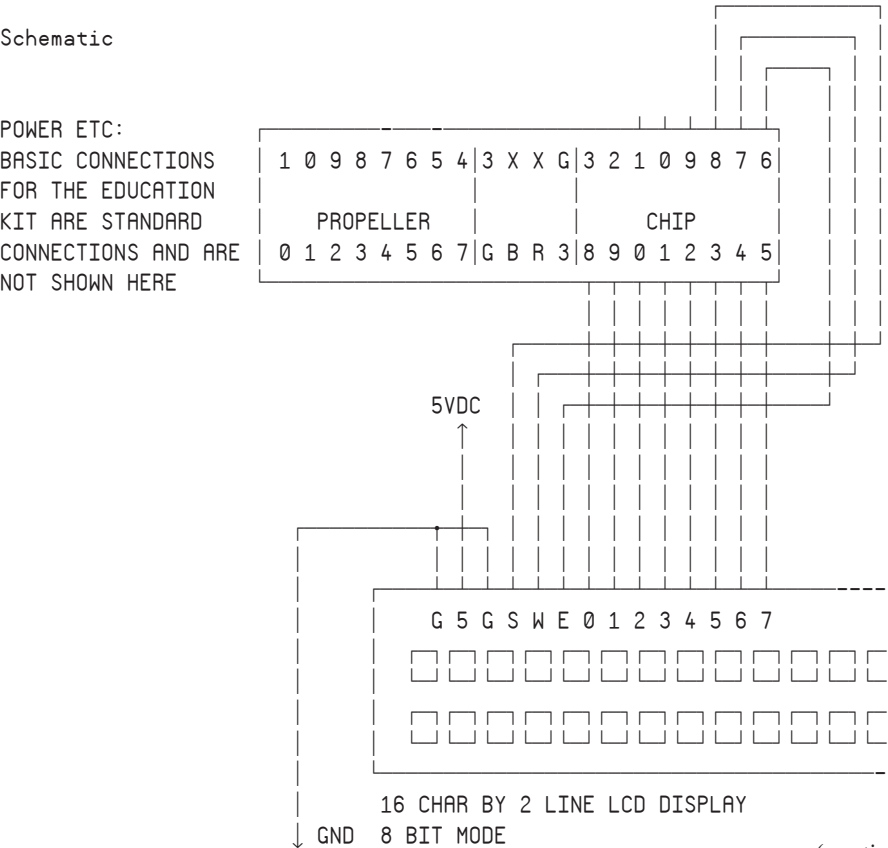 Schematic
POWER ETC:
BASIC CONNECTIONS
FOR THE EDUCATION
KIT ARE STANDARD
CONNECTIONS AND ARE
NOT SHOWN HERE
1 0 9 8 7 6 5 4 3 X X G 3 2 1 0 9 8 7 6
PROPELLER CHIP
0 1 2 3 4 5 6 7 G B R 3 8 9 0 1 2 3 4 5
5VDC
G 5 G S W E 0 1 2 3 4 5 6 7
16 CHAR BY 2 LINE LCD DISPLAY
GND 8 BIT MODE